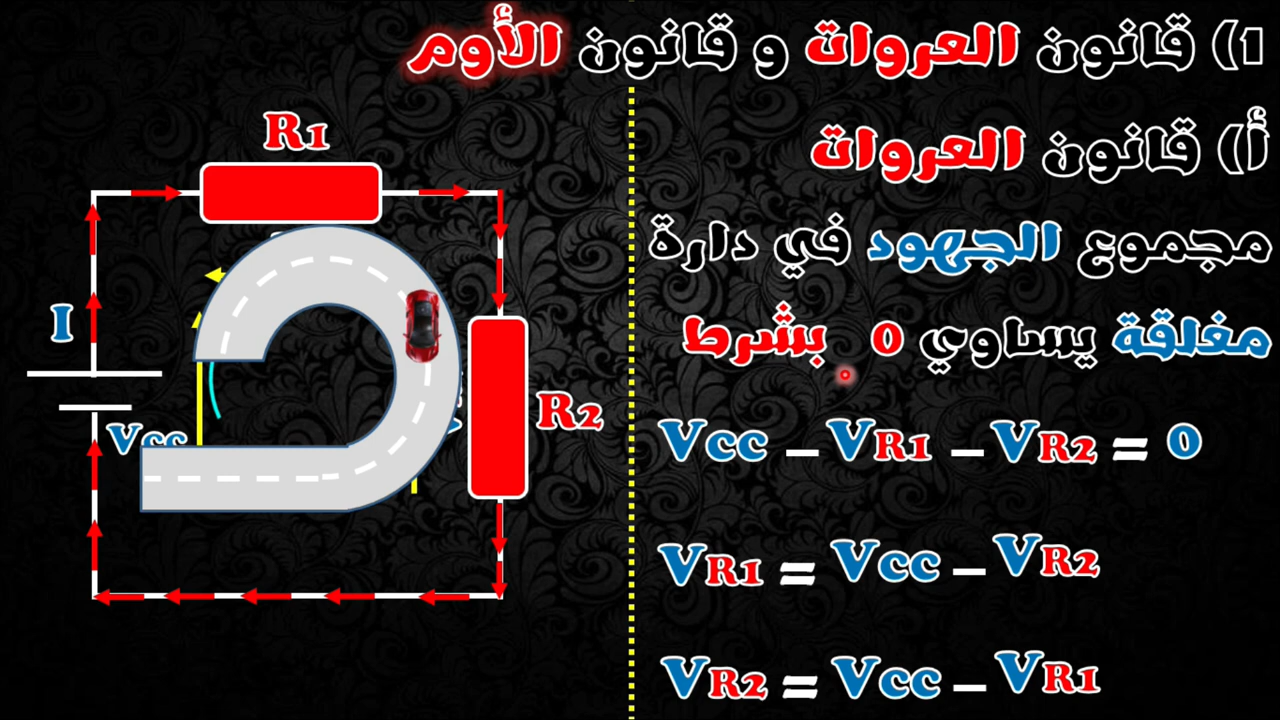 1) قانون العروات و قانون الأوم
أ) قانون العروات
مجموع الجهود في دارة
مغلقة يساوي 0 بشرط
Vcc – VR1 – VR2 = 0
VR1 = Vcc – VR2
VR2 = Vcc – VR1
R1
I
Vcc
R2